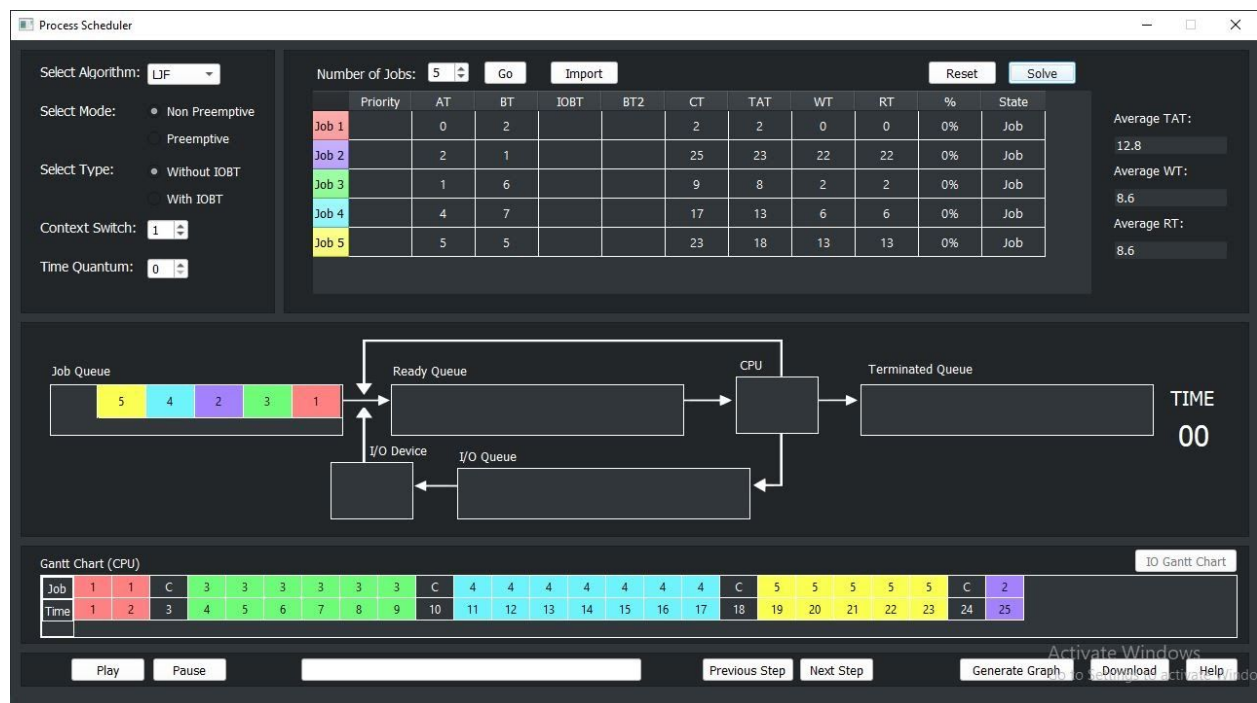 Process Scheduler
Select Algorithm: LJF
Select Mode: Non Preemptive
Preemptive
Select Type: Without IOBT
With IOBT
Context Switch: 1
Time Quantum: 0
Number of Jobs: 5 Go Import Reset Solve
Priority AT BT IOBT BT2 CT TAT WT RT % State
Job 1 0 2 2 2 0 0 0% Job
Job 2 2 1 25 23 22 22 0% Job
Job 3 1 6 9 8 2 2 0% Job
Job 4 4 7 17 13 6 6 0% Job
Job 5 5 5 23 18 13 13 0% Job
Average TAT:
12.8
Average WT:
8.6
Average RT:
8.6
Job Queue
5 4 2 3 1
Ready Queue
CPU
Terminated Queue
TIME
00
I/O Device
I/O Queue
Gantt Chart (CPU)
IO Gantt Chart
Job 1 1 C 3 3 3 3 3 3 C 4 4 4 4 4 4 4 C 5 5 5 5 5 C 2
Time 1 2 3 4 5 6 7 8 9 10 11 12 13 14 15 16 17 18 19 20 21 22 23 24 25
Activate Windows
Go to Settings to activate Windo
Play Pause Previous Step Next Step Generate Graph Download Help